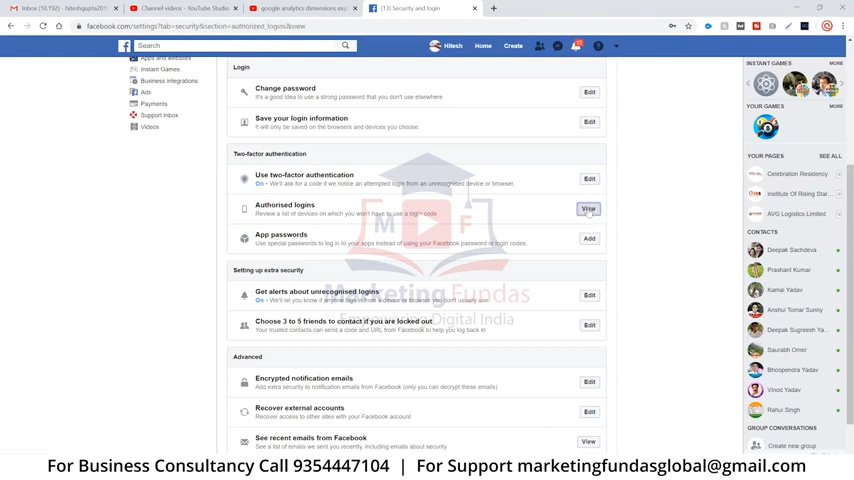 Inbox (10,192) - hiteshgupta201
Channel videos - YouTube Studio
google analytics dimensions exp
(13) Security and login
facebook.com/settings?tab=security&section=authorized_logins&view
Search
Hitesh
Home
Create
Apps and websites
Instant Games
Business integrations
Ads
Payments
Support Inbox
Videos
Login
Change password
It's a good idea to use a strong password that you don't use elsewhere
Edit
Save your login information
It will only be saved on the browsers and devices you choose.
Edit
Two-factor authentication
Use two-factor authentication
On • We'll ask for a code if we notice an attempted login from an unrecognised device or browser.
Edit
Authorised logins
Review a list of devices on which you won't have to use a login code
View
App passwords
Use special passwords to log in to your apps instead of using your Facebook password or login codes.
Add
M F
Marketing Fundas
Empowering Digital India
Setting up extra security
Get alerts about unrecognised logins
On • We'll let you know if anyone logs in from a device or browser you don't usually use
Edit
Choose 3 to 5 friends to contact if you are locked out
Your trusted contacts can send a code and URL from Facebook to help you log back in
Edit
Advanced
Encrypted notification emails
Add extra security to notification emails from Facebook (only you can decrypt these emails)
Edit
Recover external accounts
Recover access to other sites with your Facebook account
Edit
See recent emails from Facebook
See a list of emails we sent you recently, including emails about security
View
INSTANT GAMES
MORE
YOUR GAMES
MORE
YOUR PAGES
SEE ALL
Celebration Residency
Institute Of Rising Star...
AVG Logistics Limited
CONTACTS
Deepak Sachdeva
Prashant Kumar
Kamal Yadav
Anshul Tomar Sunny
Deepak Sugreesh Ya...
Saurabh Omer
Bhoopendra Yadav
Vinod Yadav
Rahul Singh
GROUP CONVERSATIONS
Create new group
For Business Consultancy Call 9354447104 | For Support marketingfundasglobal@gmail.com